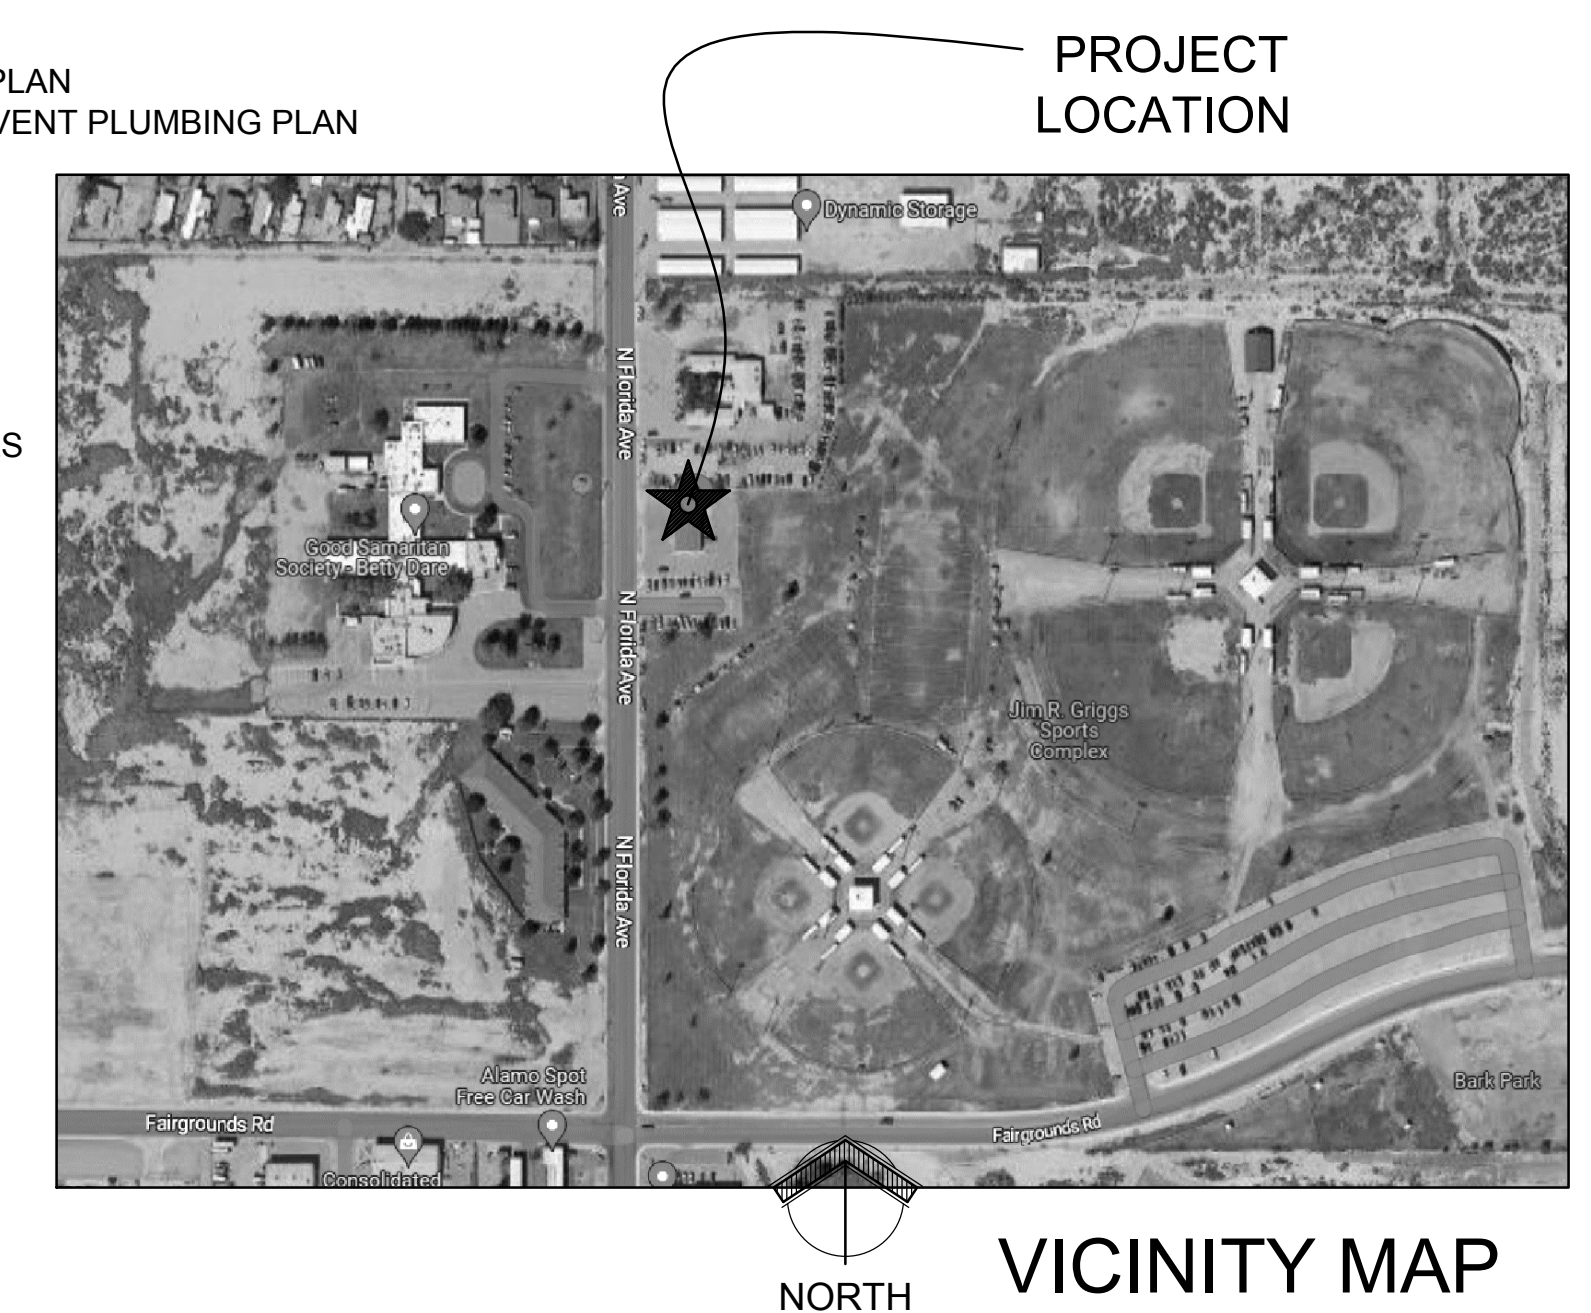 PLAN
VENT PLUMBING PLAN
S
PROJECT
LOCATION
Ave
Dynamic Storage
N Florida Ave
Good Samaritan
Society - Betty Dare
N Florida Ave
Jim R. Griggs
Sports
Complex
N Florida Ave
Alamo Spot
Free Car Wash
Bark Park
Fairgrounds Rd
Fairgrounds Rd
Consolidated
NORTH
VICINITY MAP